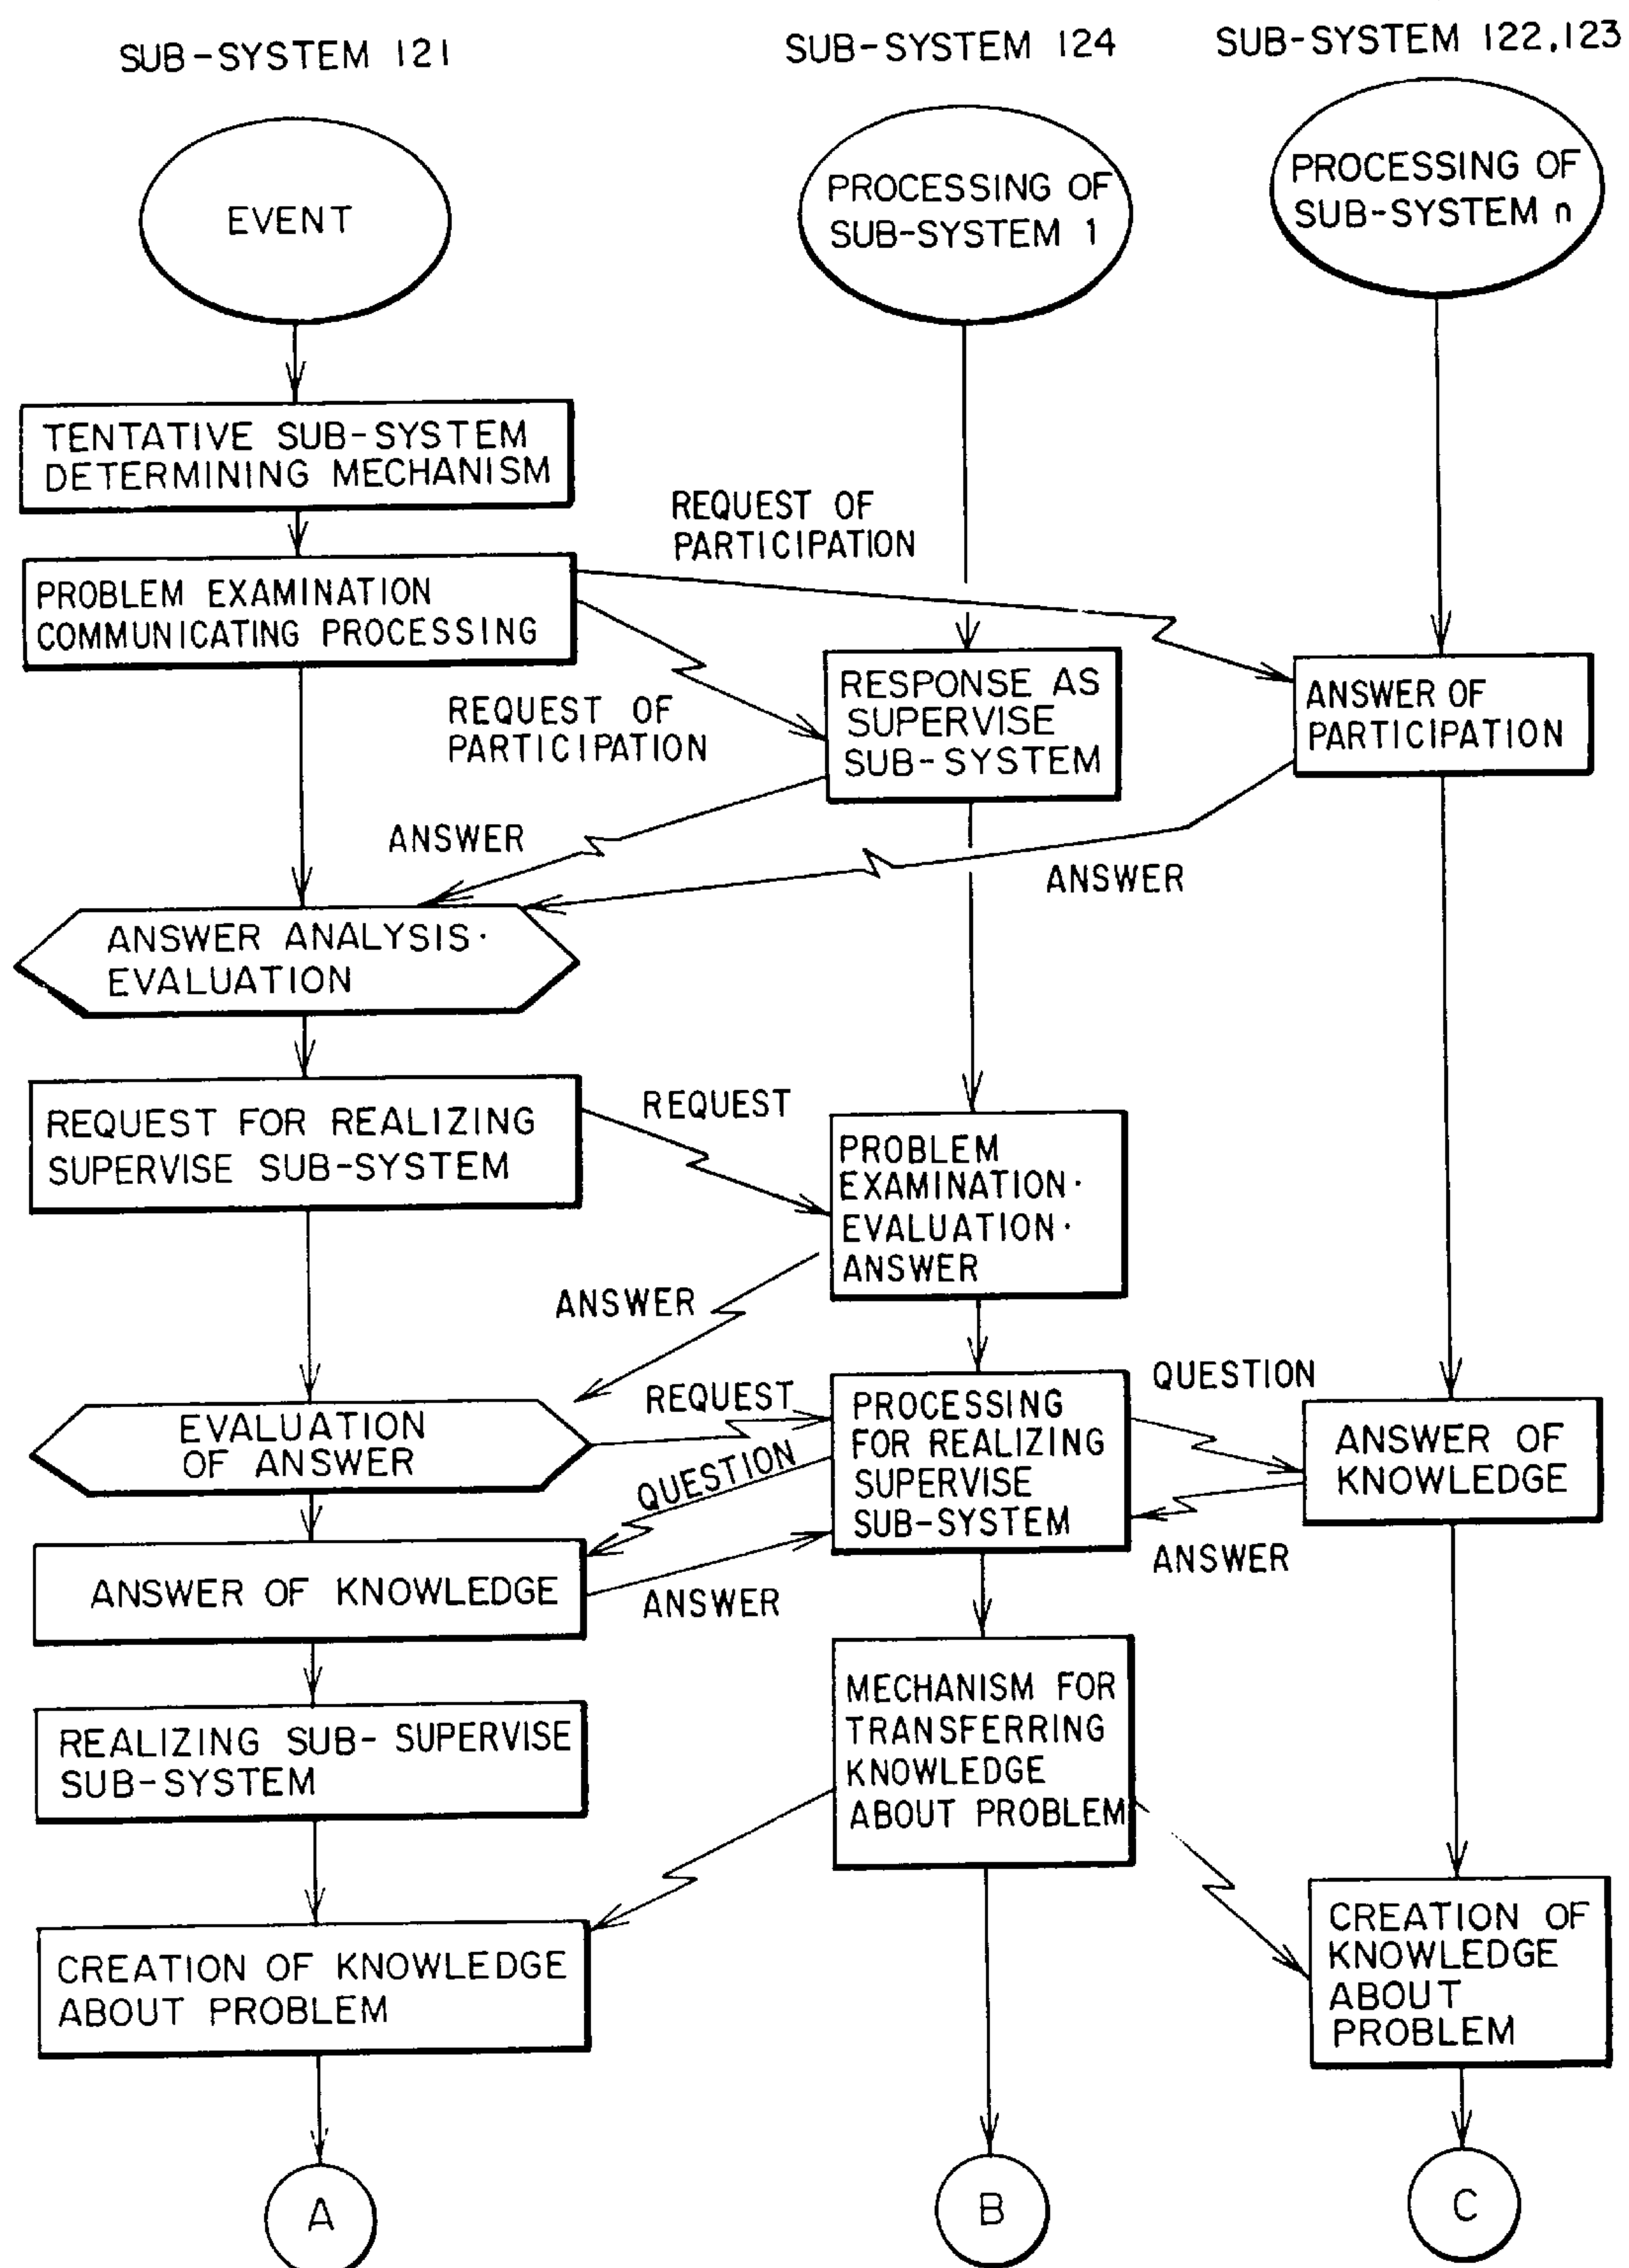 SUB-SYSTEM 121
SUB-SYSTEM 124
SUB-SYSTEM 122,123
EVENT
PROCESSING OF
SUB-SYSTEM 1
PROCESSING OF
SUB-SYSTEM n
TENTATIVE SUB-SYSTEM
DETERMINING MECHANISM
REQUEST OF
PARTICIPATION
PROBLEM EXAMINATION
COMMUNICATING PROCESSING
REQUEST OF
PARTICIPATION
RESPONSE AS
SUPERVISE
SUB-SYSTEM
ANSWER OF
PARTICIPATION
ANSWER
ANSWER
ANSWER ANALYSIS·
EVALUATION
REQUEST FOR REALIZING
SUPERVISE SUB-SYSTEM
REQUEST
PROBLEM
EXAMINATION·
EVALUATION·
ANSWER
ANSWER
EVALUATION
OF ANSWER
REQUEST
QUESTION
PROCESSING
FOR REALIZING
SUPERVISE
SUB-SYSTEM
QUESTION
ANSWER OF
KNOWLEDGE
ANSWER
ANSWER OF KNOWLEDGE
ANSWER
REALIZING SUB-SUPERVISE
SUB-SYSTEM
MECHANISM FOR
TRANSFERRING
KNOWLEDGE
ABOUT PROBLEM
CREATION OF KNOWLEDGE
ABOUT PROBLEM
CREATION OF
KNOWLEDGE
ABOUT
PROBLEM
A
B
C